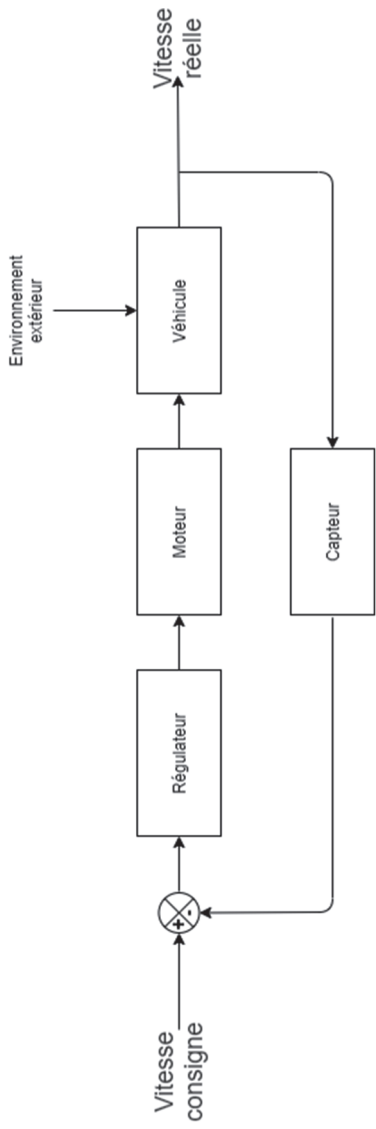 Vitesse
consigne
+
-
Régulateur
Moteur
Environnement
extérieur
Véhicule
Vitesse
réelle
Capteur